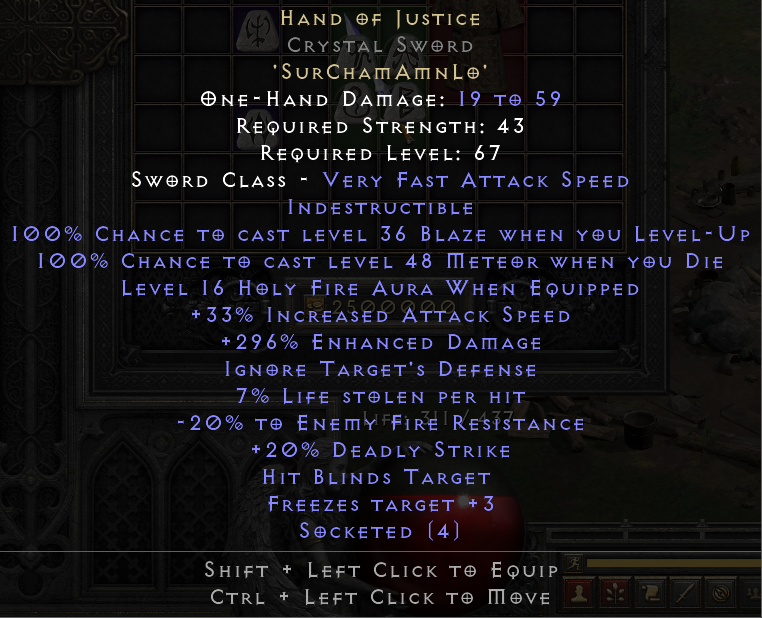 Hand of Justice
Crystal Sword
'SurChamAmnLo'
One-Hand Damage: 19 to 59
Required Strength: 43
Required Level: 67
Sword Class - Very Fast Attack Speed
Indestructible
100% Chance to cast level 36 Blaze when you Level-Up
100% Chance to cast level 48 Meteor when you Die
Level 16 Holy Fire Aura When Equipped
2500000
+33% Increased Attack Speed
+296% Enhanced Damage
Ignore Target's Defense
7% Life stolen per hit
Life: 311 / 437
-20% to Enemy Fire Resistance
+20% Deadly Strike
Hit Blinds Target
Freezes target +3
Socketed (4)
Shift + Left Click to Equip
Ctrl + Left Click to Move